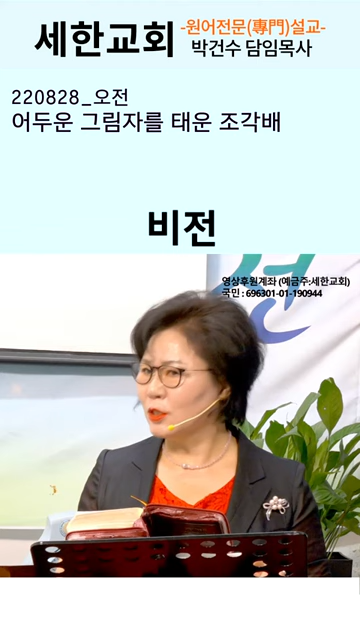 세한교회
-원어전문(專門)설교-
박건수 담임목사
220828_오전
어두운 그림자를 태운 조각배
비전
영상후원계좌 (예금주:세한교회)
국민 : 696301-01-190944
선